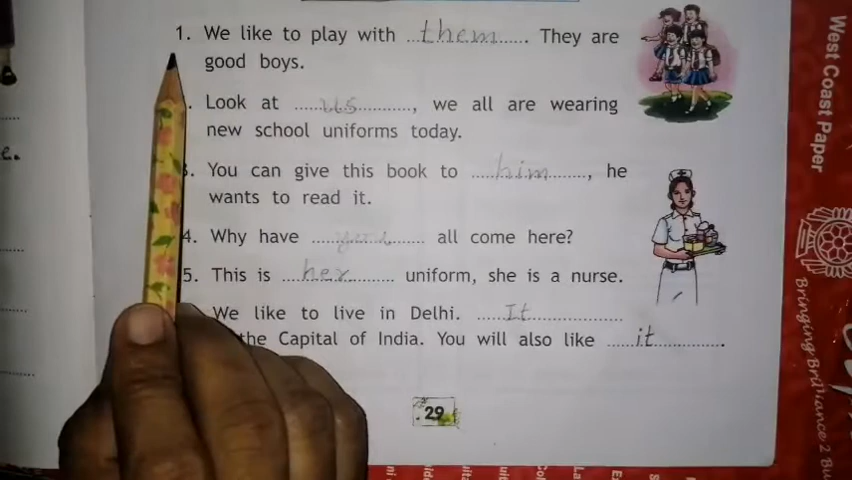 1. We like to play with ...them....... They are
good boys.
. Look at ....us..........., we all are wearing
new school uniforms today.
. You can give this book to ....him......., he
wants to read it.
4. Why have ....you....... all come here?
5. This is ....her.......... uniform, she is a nurse.
We like to live in Delhi. .....It...................
the Capital of India. You will also like .....it.............
29
e.
West Coast Paper
Bringing Brilliance 2